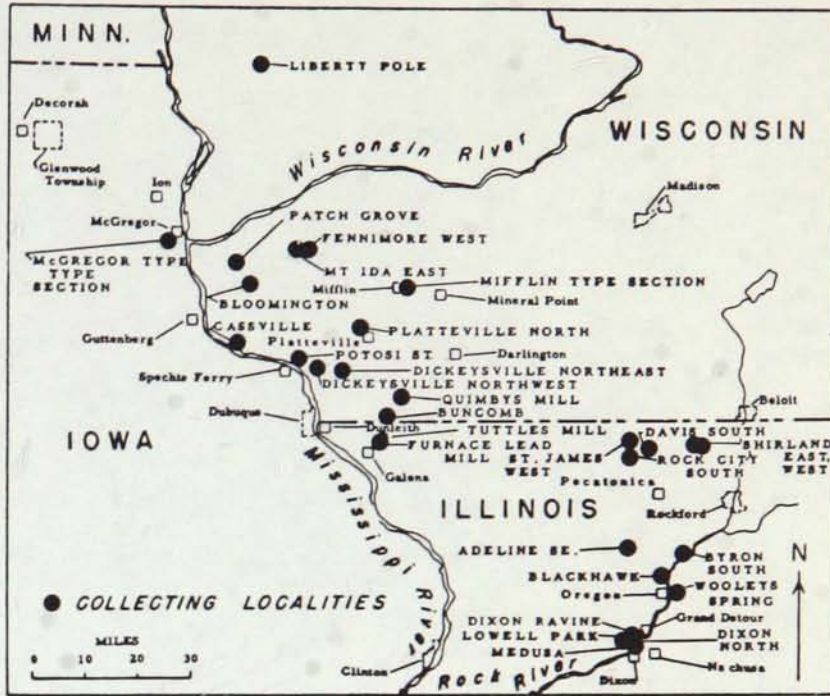 MINN.
LIBERTY POLE
Decorah
WISCONSIN
Glenwood
Township
Wisconsin River
Ion
Madison
McGregor
PATCH GROVE
FENNIMORE WEST
McGREGOR TYPE
TYPE
SECTION
MT IDA EAST
Mifflin
MIFFLIN TYPE SECTION
Mineral Point
BLOOMINGTON
Guttenberg
CASSVILLE
Platteville
PLATTEVILLE NORTH
POTOSI ST.
Darlington
Spechts Ferry
DICKEYSVILLE NORTHEAST
DICKEYSVILLE NORTHWEST
QUIMBYS MILL
Beloit
Dubuque
BUNCOMB
Dunleith
TUTTLES MILL
DAVIS SOUTH
IOWA
FURNACE LEAD
MILL
ST. JAMES
WEST
ROCK CITY
SOUTH
SHIRLAND
EAST,
WEST
Galena
Pecatonica
Mississippi River
ILLINOIS
Rockford
ADELINE SE.
BYRON
SOUTH
N
BLACKHAWK
COLLECTING LOCALITIES
Oregon
WOOLEYS
SPRING
MILES
0 10 20 30
DIXON RAVINE
Grand Detour
LOWELL PARK
DIXON
NORTH
MEDUSA
Clinton
Rock River
Dixon
Nachusa